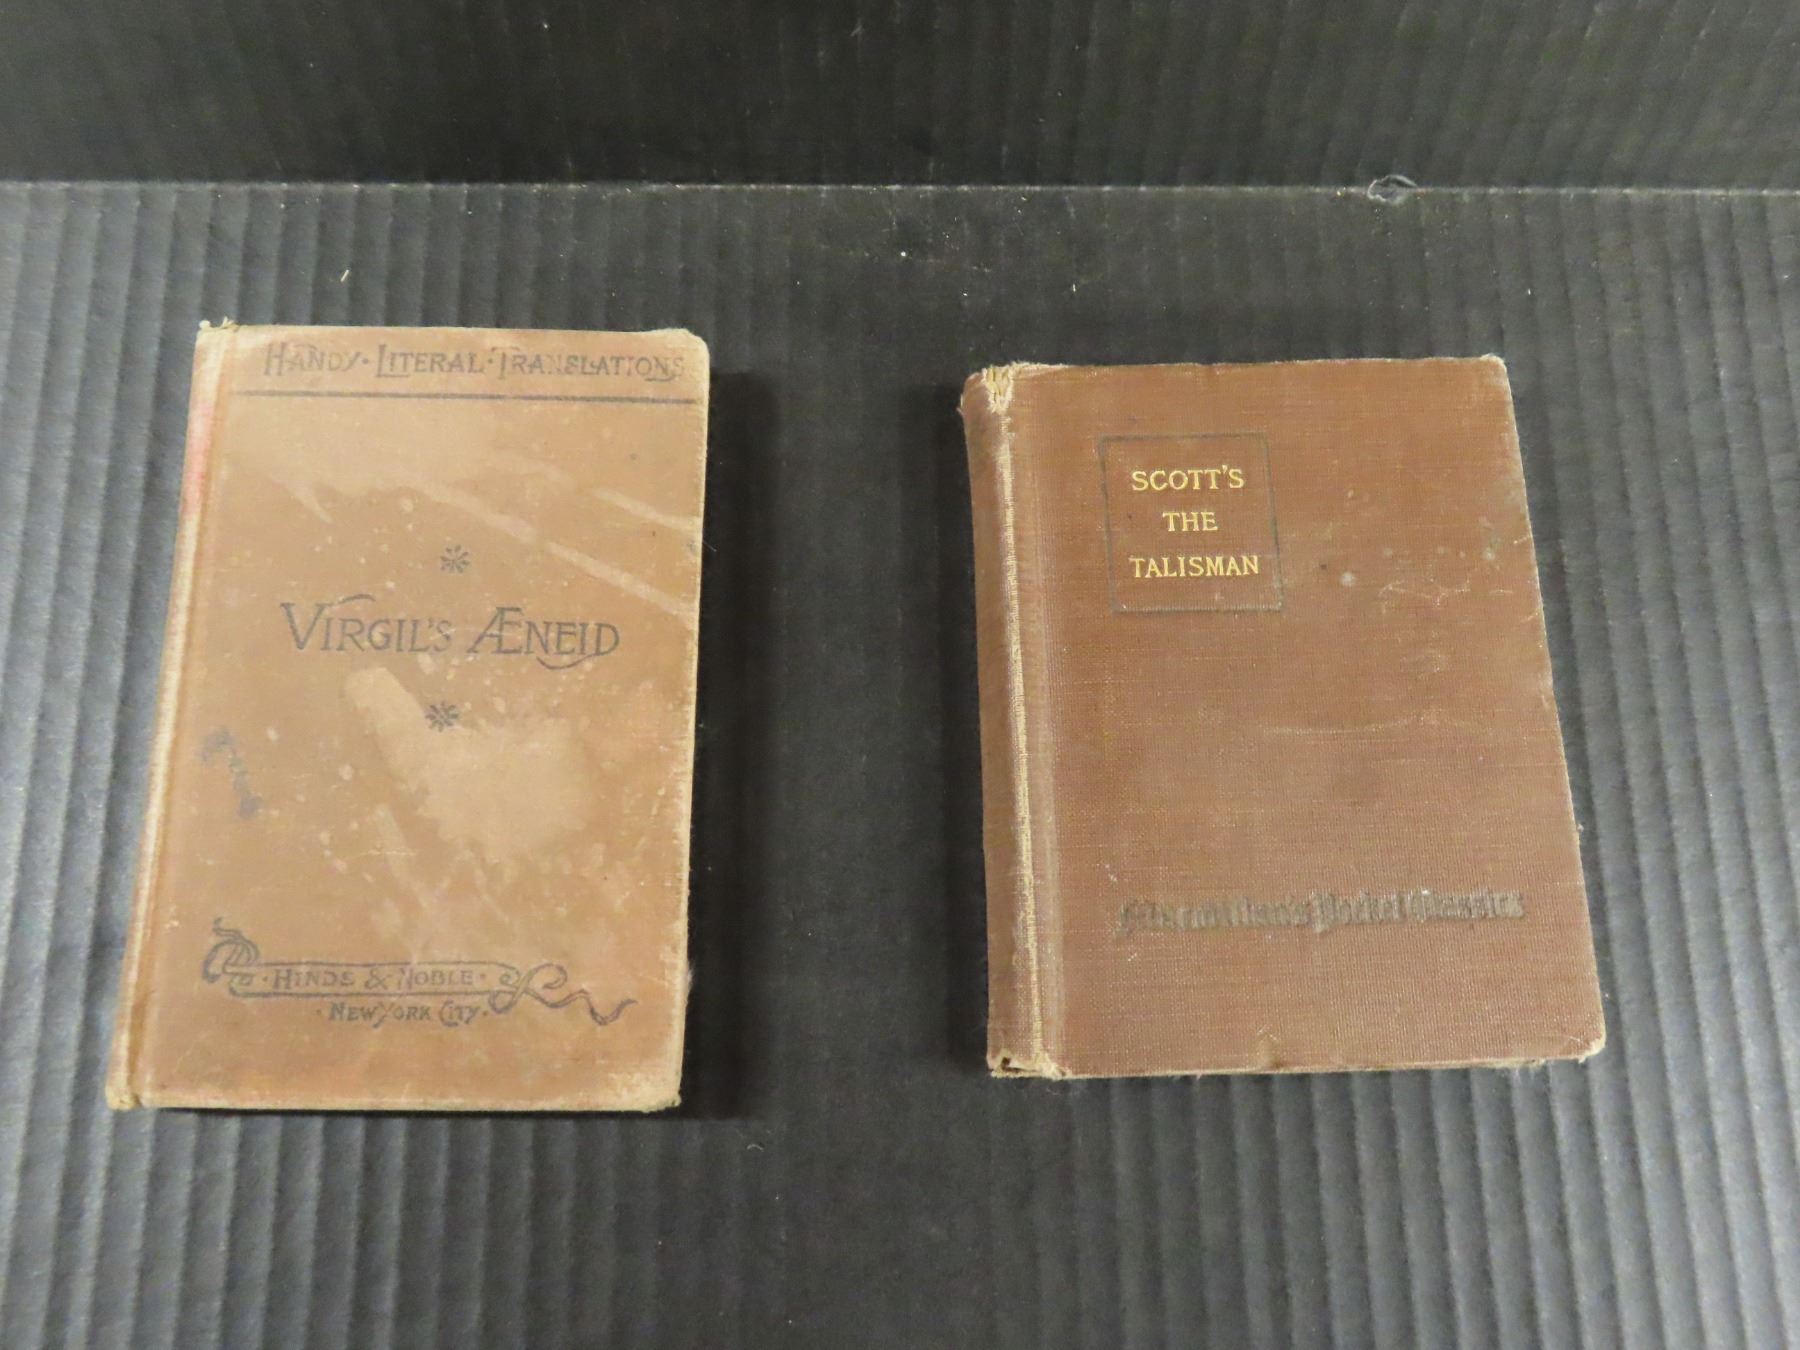 HANDY · LITERAL · TRANSLATIONS
VIRGIL'S ÆNEID
· HINDS & NOBLE ·
· NEW YORK CITY ·
SCOTT'S
THE
TALISMAN
Macmillan's Pocket Classics